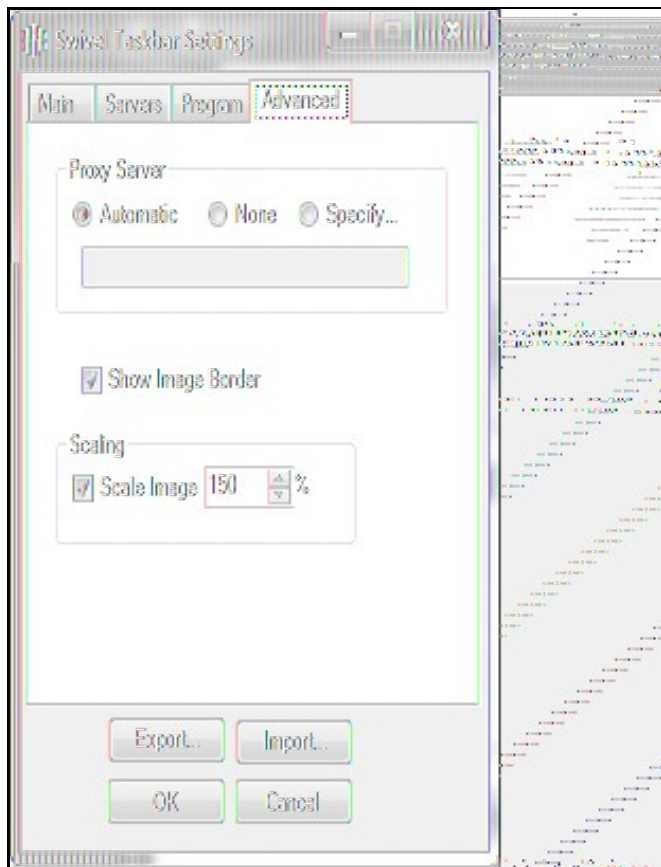 Swivel Taskbar Settings
Main Servers Program Advanced
Proxy Server
Automatic None Specify...
Show Image Border
Scaling
Scale Image 150 %
Export... Import...
OK Cancel